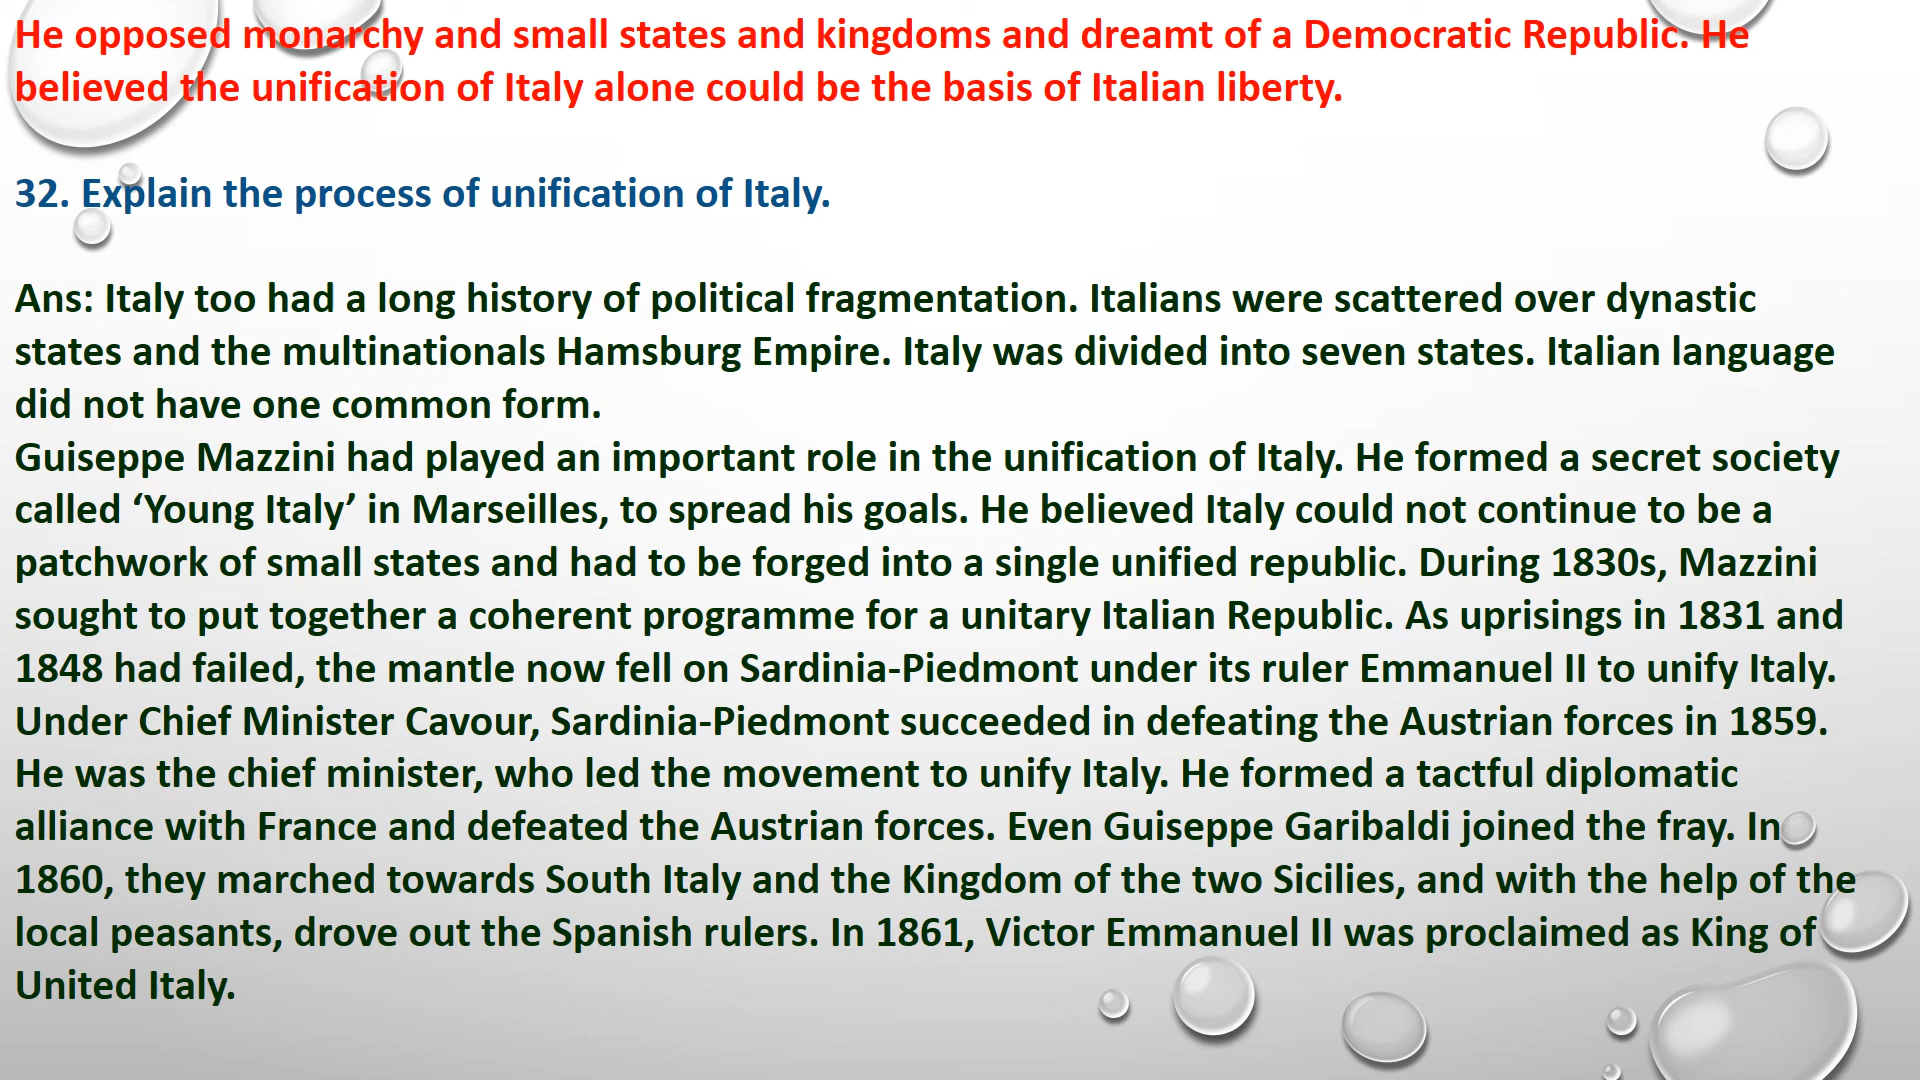 He opposed monarchy and small states and kingdoms and dreamt of a Democratic Republic. He
believed the unification of Italy alone could be the basis of Italian liberty.
32. Explain the process of unification of Italy.
Ans: Italy too had a long history of political fragmentation. Italians were scattered over dynastic
states and the multinationals Hamsburg Empire. Italy was divided into seven states. Italian language
did not have one common form.
Guiseppe Mazzini had played an important role in the unification of Italy. He formed a secret society
called ‘Young Italy’ in Marseilles, to spread his goals. He believed Italy could not continue to be a
patchwork of small states and had to be forged into a single unified republic. During 1830s, Mazzini
sought to put together a coherent programme for a unitary Italian Republic. As uprisings in 1831 and
1848 had failed, the mantle now fell on Sardinia-Piedmont under its ruler Emmanuel II to unify Italy.
Under Chief Minister Cavour, Sardinia-Piedmont succeeded in defeating the Austrian forces in 1859.
He was the chief minister, who led the movement to unify Italy. He formed a tactful diplomatic
alliance with France and defeated the Austrian forces. Even Guiseppe Garibaldi joined the fray. In
1860, they marched towards South Italy and the Kingdom of the two Sicilies, and with the help of the
local peasants, drove out the Spanish rulers. In 1861, Victor Emmanuel II was proclaimed as King of
United Italy.